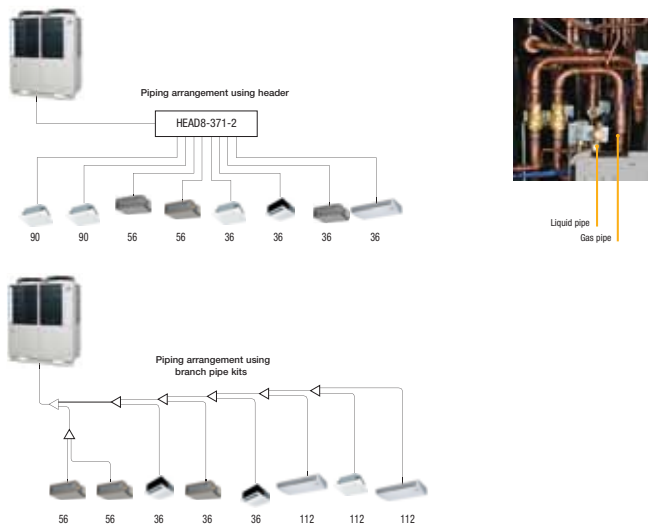 Piping arrangement using header
HEAD8-371-2
90 90 56 56 36 36 36 36
Liquid pipe
Gas pipe
Piping arrangement using
branch pipe kits
56 56 36 36 36 112 112 112